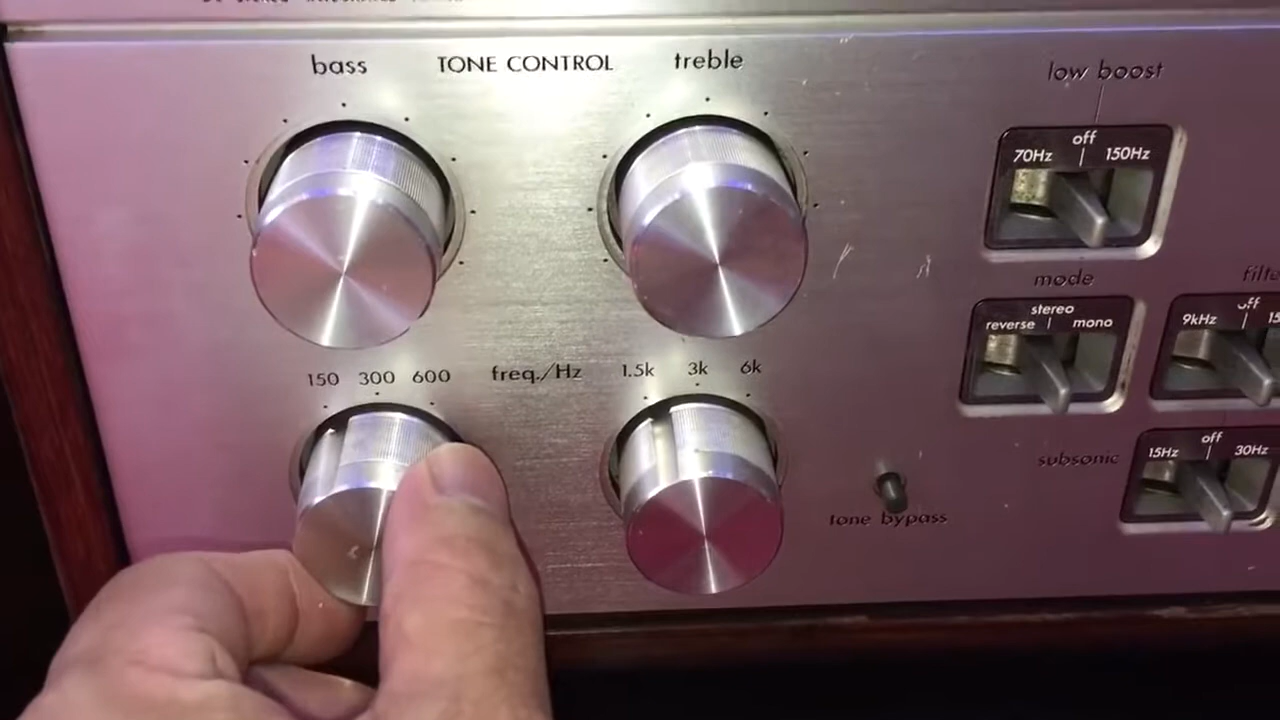 bass TONE CONTROL treble
low boost
off
70Hz 150Hz
mode
stereo
reverse mono
off
9kHz
150 300 600 freq./Hz 1.5k 3k 6k
subsonic
off
15Hz 30Hz
tone bypass